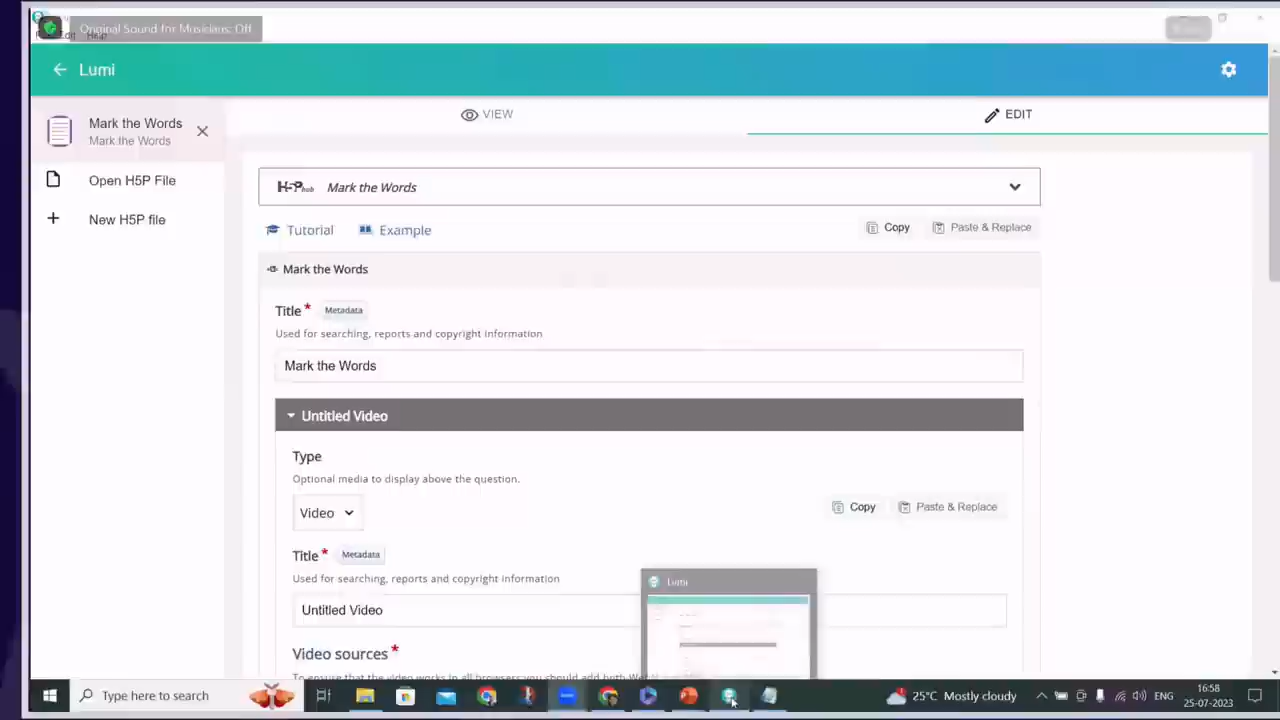 Original Sound for Musicians: Off
Lumi
Mark the Words
Mark the Words
Open H5P File
New H5P file
VIEW
EDIT
H5P hub Mark the Words
Tutorial
Example
Copy
Paste & Replace
Mark the Words
Title * Metadata
Used for searching, reports and copyright information
Mark the Words
Untitled Video
Type
Optional media to display above the question.
Video
Copy
Paste & Replace
Title * Metadata
Used for searching, reports and copyright information
Untitled Video
Video sources *
Lumi
Type here to search
25°C Mostly cloudy
ENG
16:58
25-07-2023